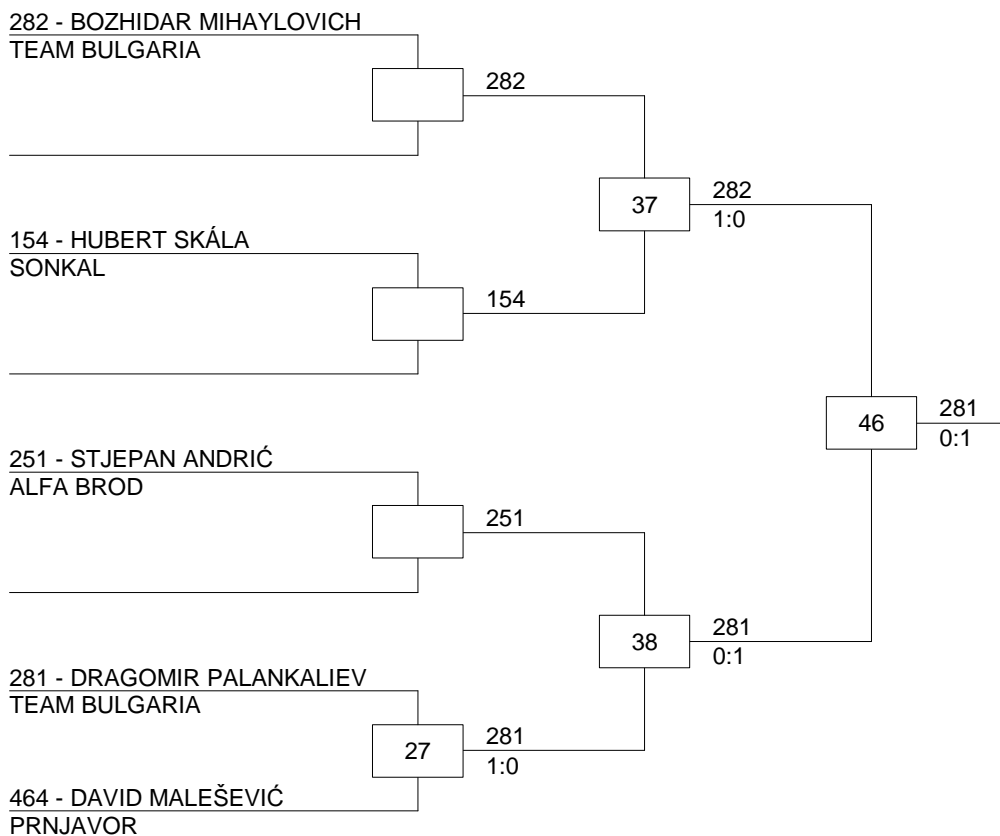 282 - BOZHIDAR MIHAYLOVICH
TEAM BULGARIA
282
37
282
1:0
154 - HUBERT SKÁLA
SONKAL
154
46
281
0:1
251 - STJEPAN ANDRIĆ
ALFA BROD
251
38
281
0:1
281 - DRAGOMIR PALANKALIEV
TEAM BULGARIA
27
281
1:0
464 - DAVID MALEŠEVIĆ
PRNJAVOR